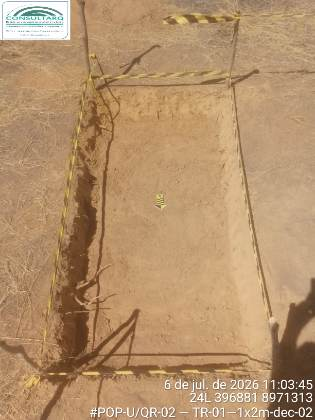 CONSULTARQ
6 de jul. de 2026 11:03:45
24L 396881 8971313
#POP-U/QR-02 – TR-01–1x2m-dec-02